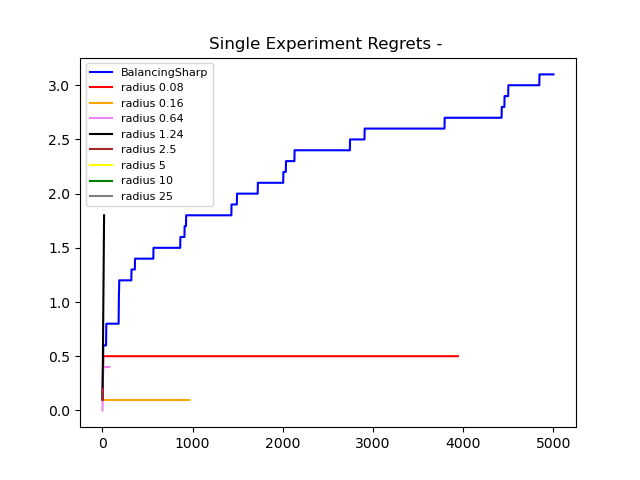 Single Experiment Regrets -
BalancingSharp
radius 0.08
radius 0.16
radius 0.64
radius 1.24
radius 2.5
radius 5
radius 10
radius 25
3.0
2.5
2.0
1.5
1.0
0.5
0.0
0 1000 2000 3000 4000 5000